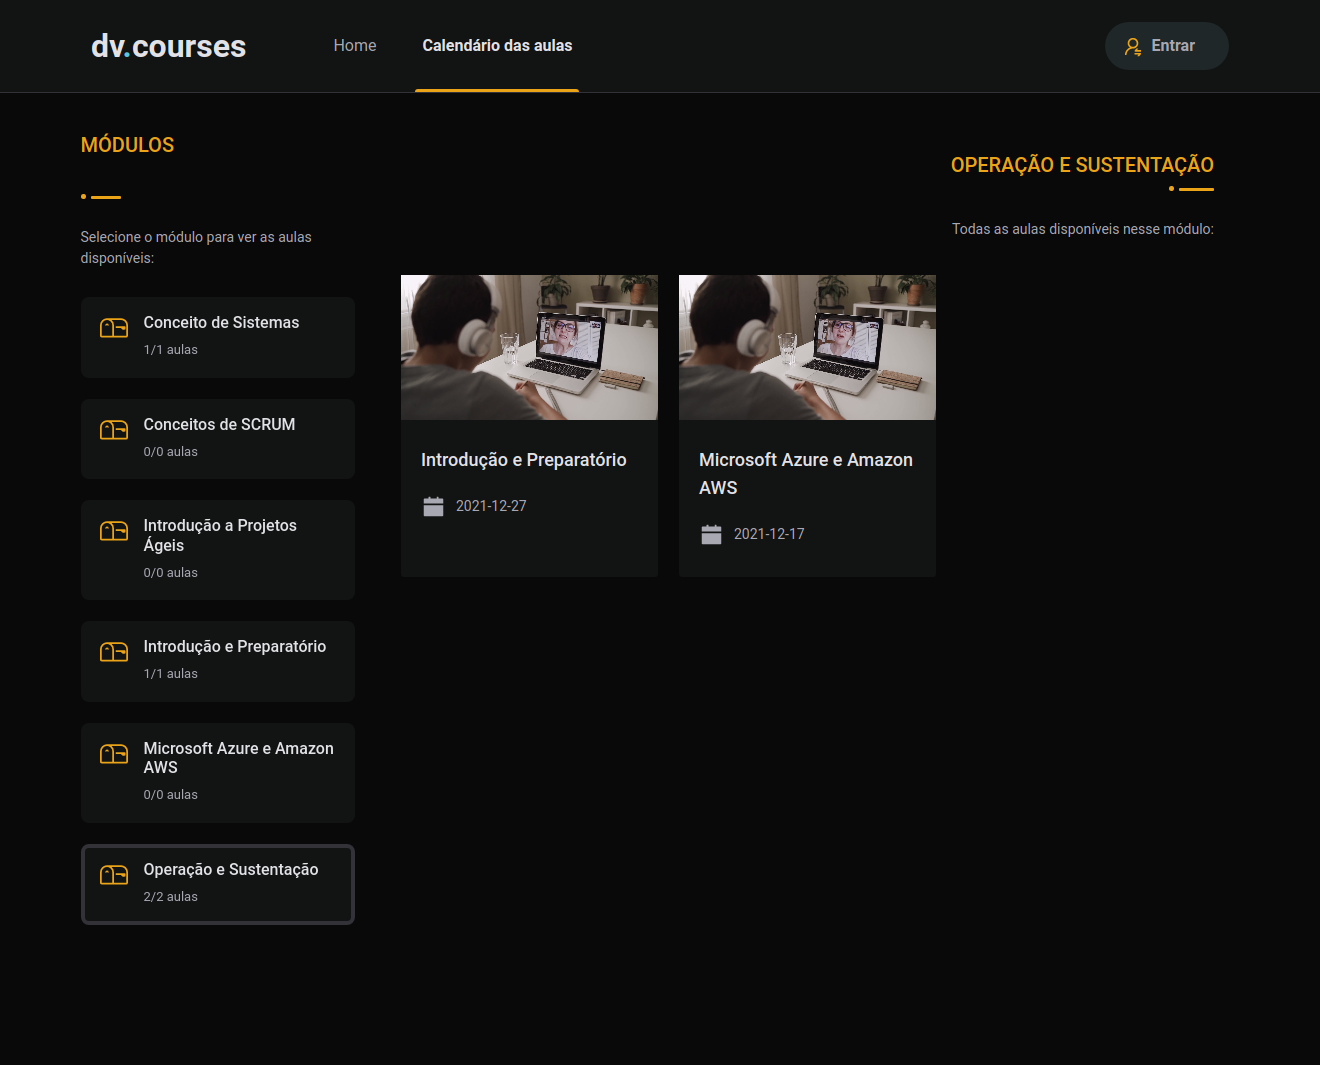 dv.courses
Home
Calendário das aulas
Entrar
MÓDULOS
Selecione o módulo para ver as aulas
disponíveis:
Conceito de Sistemas
1/1 aulas
Conceitos de SCRUM
0/0 aulas
Introdução a Projetos
Ágeis
0/0 aulas
Introdução e Preparatório
1/1 aulas
Microsoft Azure e Amazon
AWS
0/0 aulas
Operação e Sustentação
2/2 aulas
OPERAÇÃO E SUSTENTAÇÃO
Todas as aulas disponíveis nesse módulo:
Introdução e Preparatório
2021-12-27
Microsoft Azure e Amazon
AWS
2021-12-17